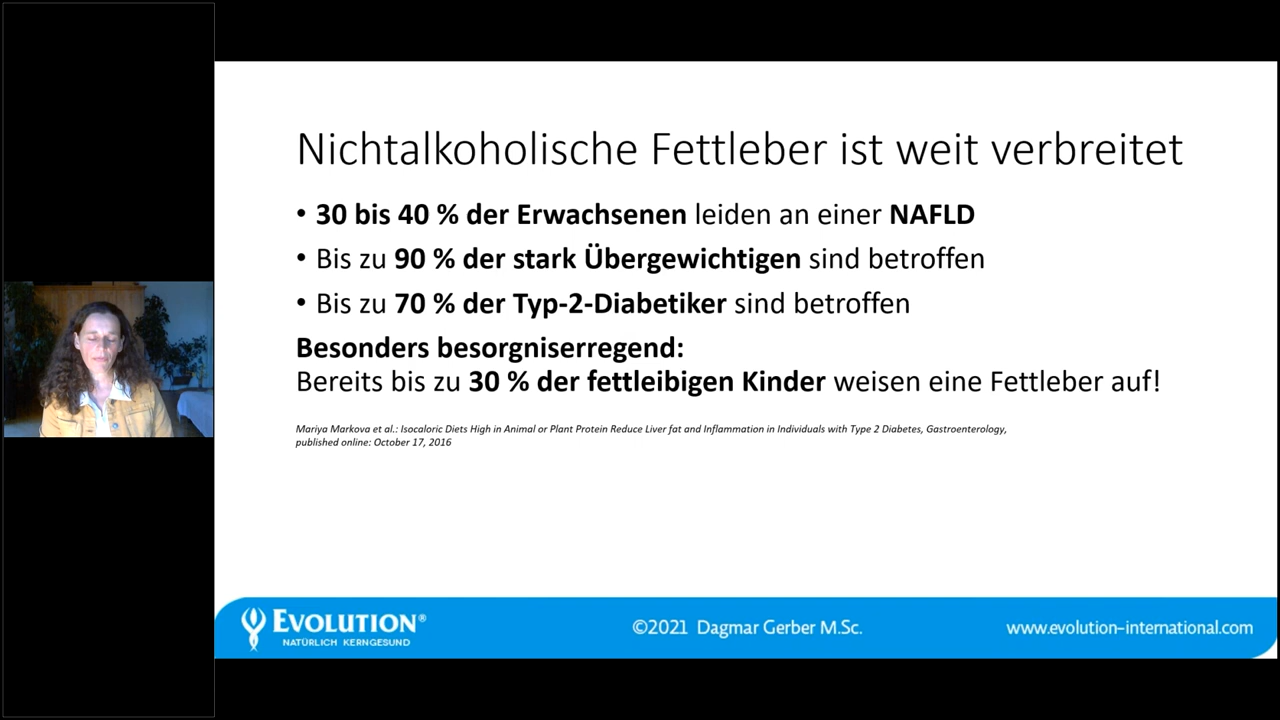 Nichtalkoholische Fettleber ist weit verbreitet
• 30 bis 40 % der Erwachsenen leiden an einer NAFLD
• Bis zu 90 % der stark Übergewichtigen sind betroffen
• Bis zu 70 % der Typ-2-Diabetiker sind betroffen
Besonders besorgniserregend:
Bereits bis zu 30 % der fettleibigen Kinder weisen eine Fettleber auf!
Mariya Markova et al.: Isocaloric Diets High in Animal or Plant Protein Reduce Liver fat and Inflammation in Individuals with Type 2 Diabetes, Gastroenterology,
published online: October 17, 2016
EVOLUTION®
NATÜRLICH KERNGESUND
©2021 Dagmar Gerber M.Sc.
www.evolution-international.com